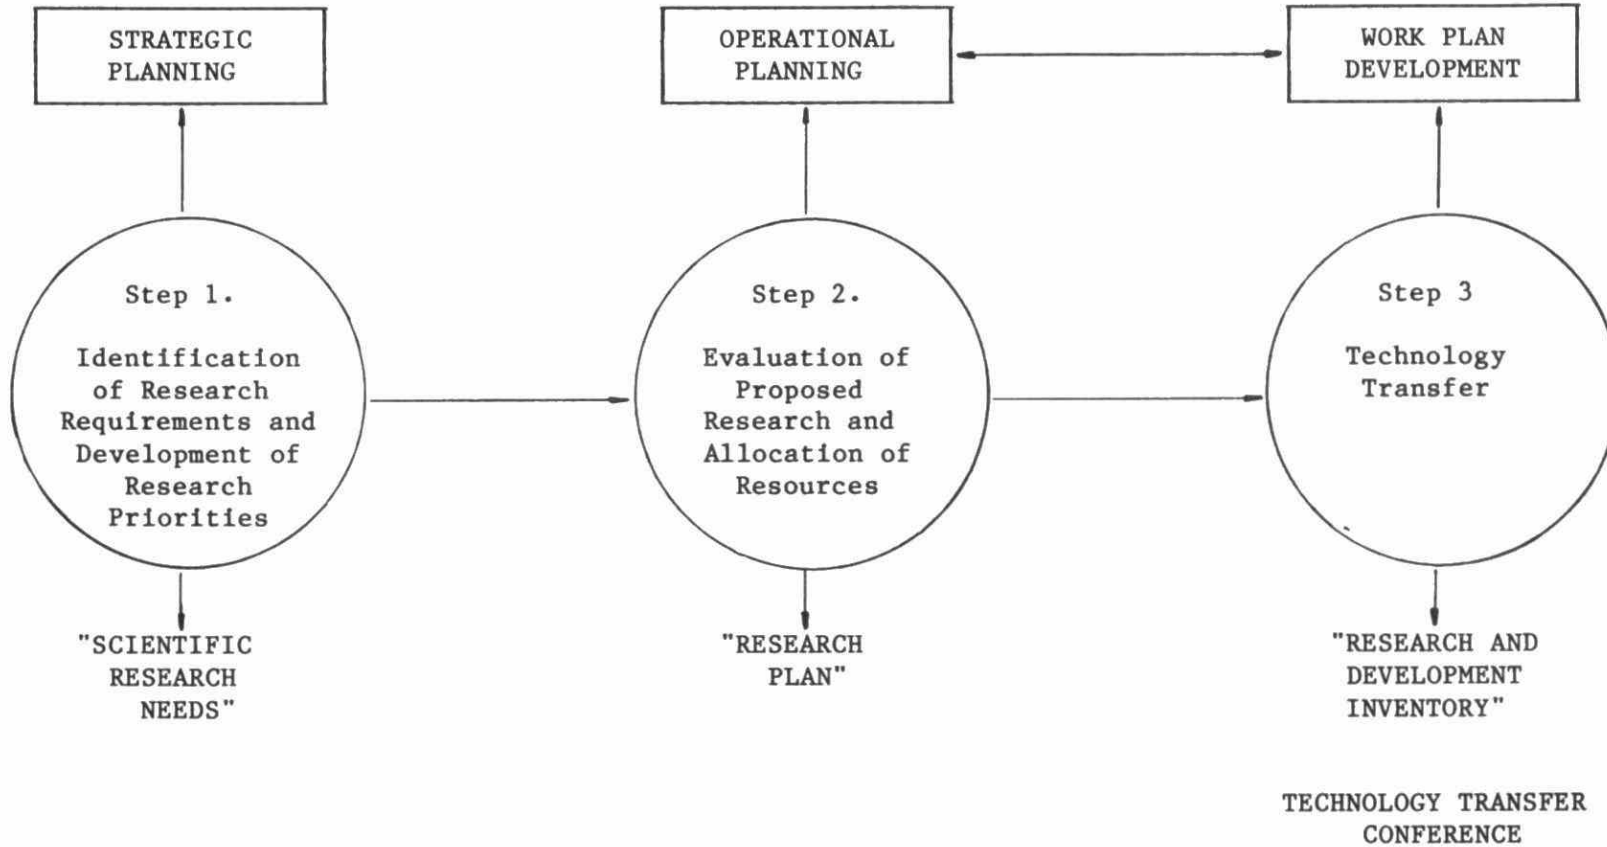 STRATEGIC
PLANNING
OPERATIONAL
PLANNING
WORK PLAN
DEVELOPMENT
Step 1.
Identification
of Research
Requirements and
Development of
Research
Priorities
Step 2.
Evaluation of
Proposed
Research and
Allocation of
Resources
Step 3
Technology
Transfer
"SCIENTIFIC
RESEARCH
NEEDS"
"RESEARCH
PLAN"
"RESEARCH AND
DEVELOPMENT
INVENTORY"
TECHNOLOGY TRANSFER
CONFERENCE